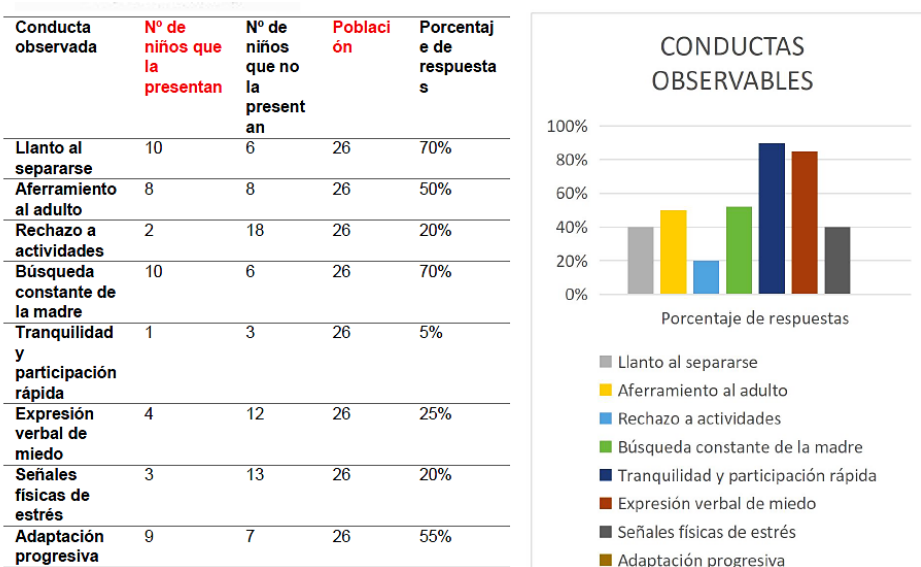 Conducta observada | Nº de niños que la presentan | Nº de niños que no la present an | Poblaci ón | Porcentaj e de respuesta s
Llanto al separarse | 10 | 6 | 26 | 70%
Aferramiento al adulto | 8 | 8 | 26 | 50%
Rechazo a actividades | 2 | 18 | 26 | 20%
Búsqueda constante de la madre | 10 | 6 | 26 | 70%
Tranquilidad y participación rápida | 1 | 3 | 26 | 5%
Expresión verbal de miedo | 4 | 12 | 26 | 25%
Señales físicas de estrés | 3 | 13 | 26 | 20%
Adaptación progresiva | 9 | 7 | 26 | 55%
CONDUCTAS
OBSERVABLES
100%
80%
60%
40%
20%
0%
Porcentaje de respuestas
Llanto al separarse
Aferramiento al adulto
Rechazo a actividades
Búsqueda constante de la madre
Tranquilidad y participación rápida
Expresión verbal de miedo
Señales físicas de estrés
Adaptación progresiva